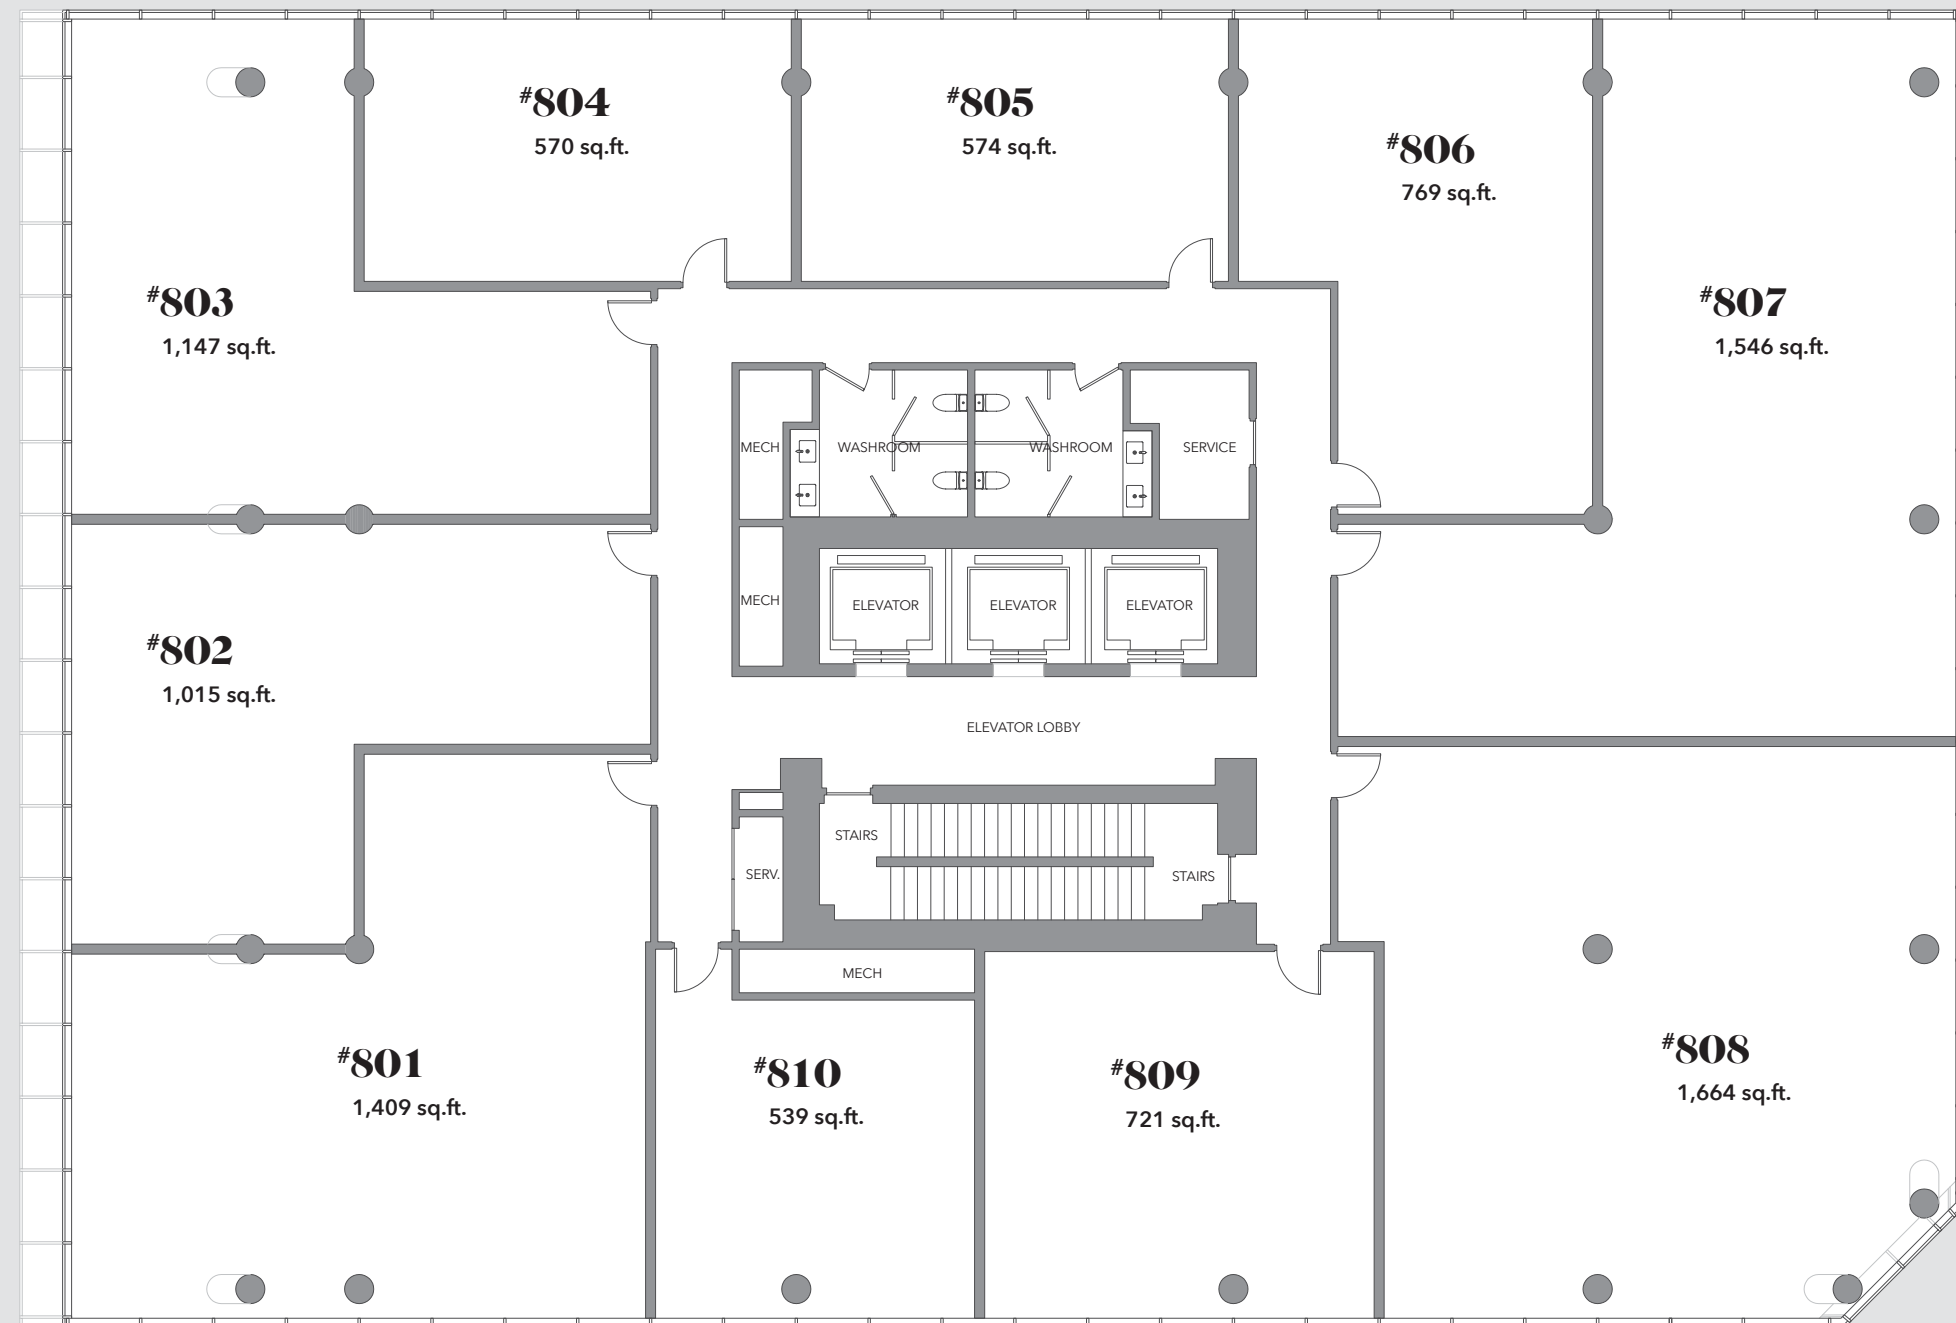 #804
570 sq.ft.
#805
574 sq.ft.
#806
769 sq.ft.
#803
1,147 sq.ft.
#807
1,546 sq.ft.
MECH
WASHROOM
WASHROOM
SERVICE
MECH
ELEVATOR
ELEVATOR
ELEVATOR
#802
1,015 sq.ft.
ELEVATOR LOBBY
STAIRS
SERV.
STAIRS
MECH
#801
1,409 sq.ft.
#810
539 sq.ft.
#809
721 sq.ft.
#808
1,664 sq.ft.